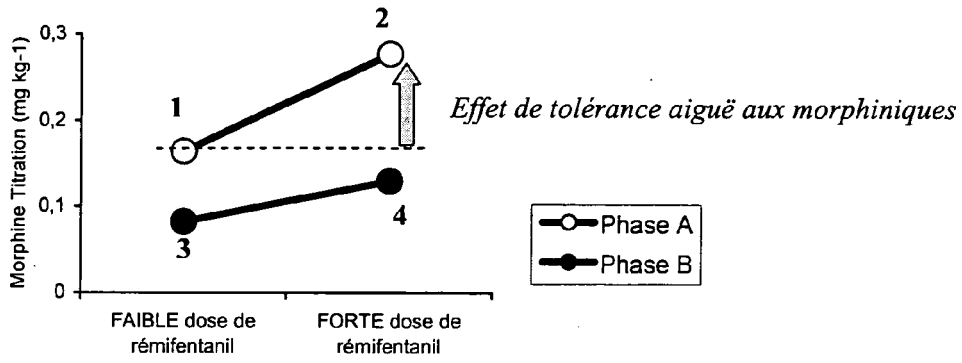 Morphine Titration (mg kg-1)
0,3
0,2
0,1
0
1
2
3
4
Effet de tolérance aiguë aux morphiniques
Phase A
Phase B
FAIBLE dose de
rémifentanil
FORTE dose de
rémifentanil